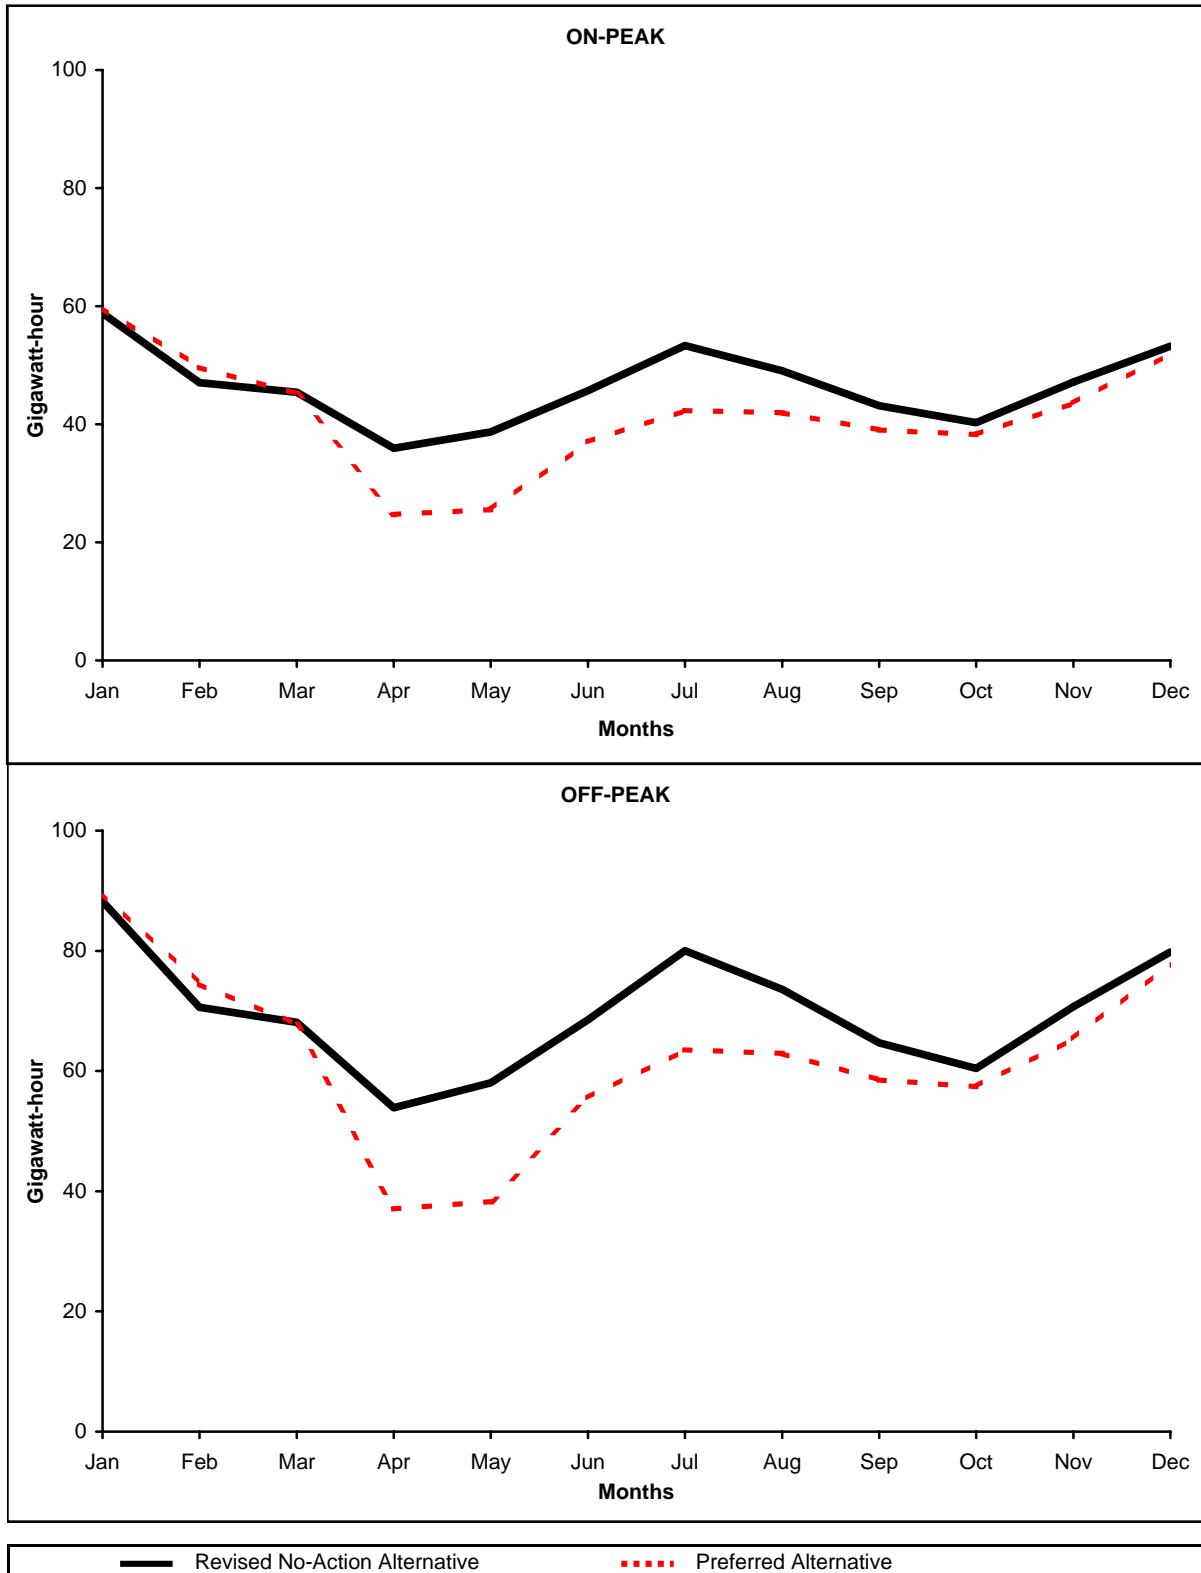 ON-PEAK
100
80
60
40
20
0
Gigawatt-hour
Jan Feb Mar Apr May Jun Jul Aug Sep Oct Nov Dec
Months
OFF-PEAK
100
80
60
40
20
0
Gigawatt-hour
Jan Feb Mar Apr May Jun Jul Aug Sep Oct Nov Dec
Months
Revised No-Action Alternative Preferred Alternative